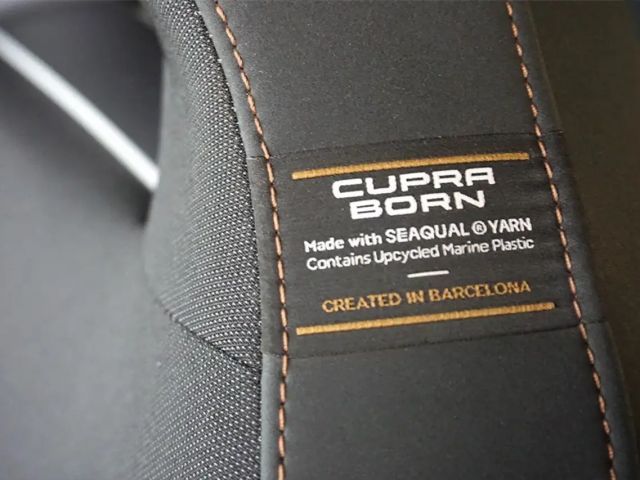 CUPRA
BORN
Made with SEAQUAL ® YARN
Contains Upcycled Marine Plastic
CREATED IN BARCELONA